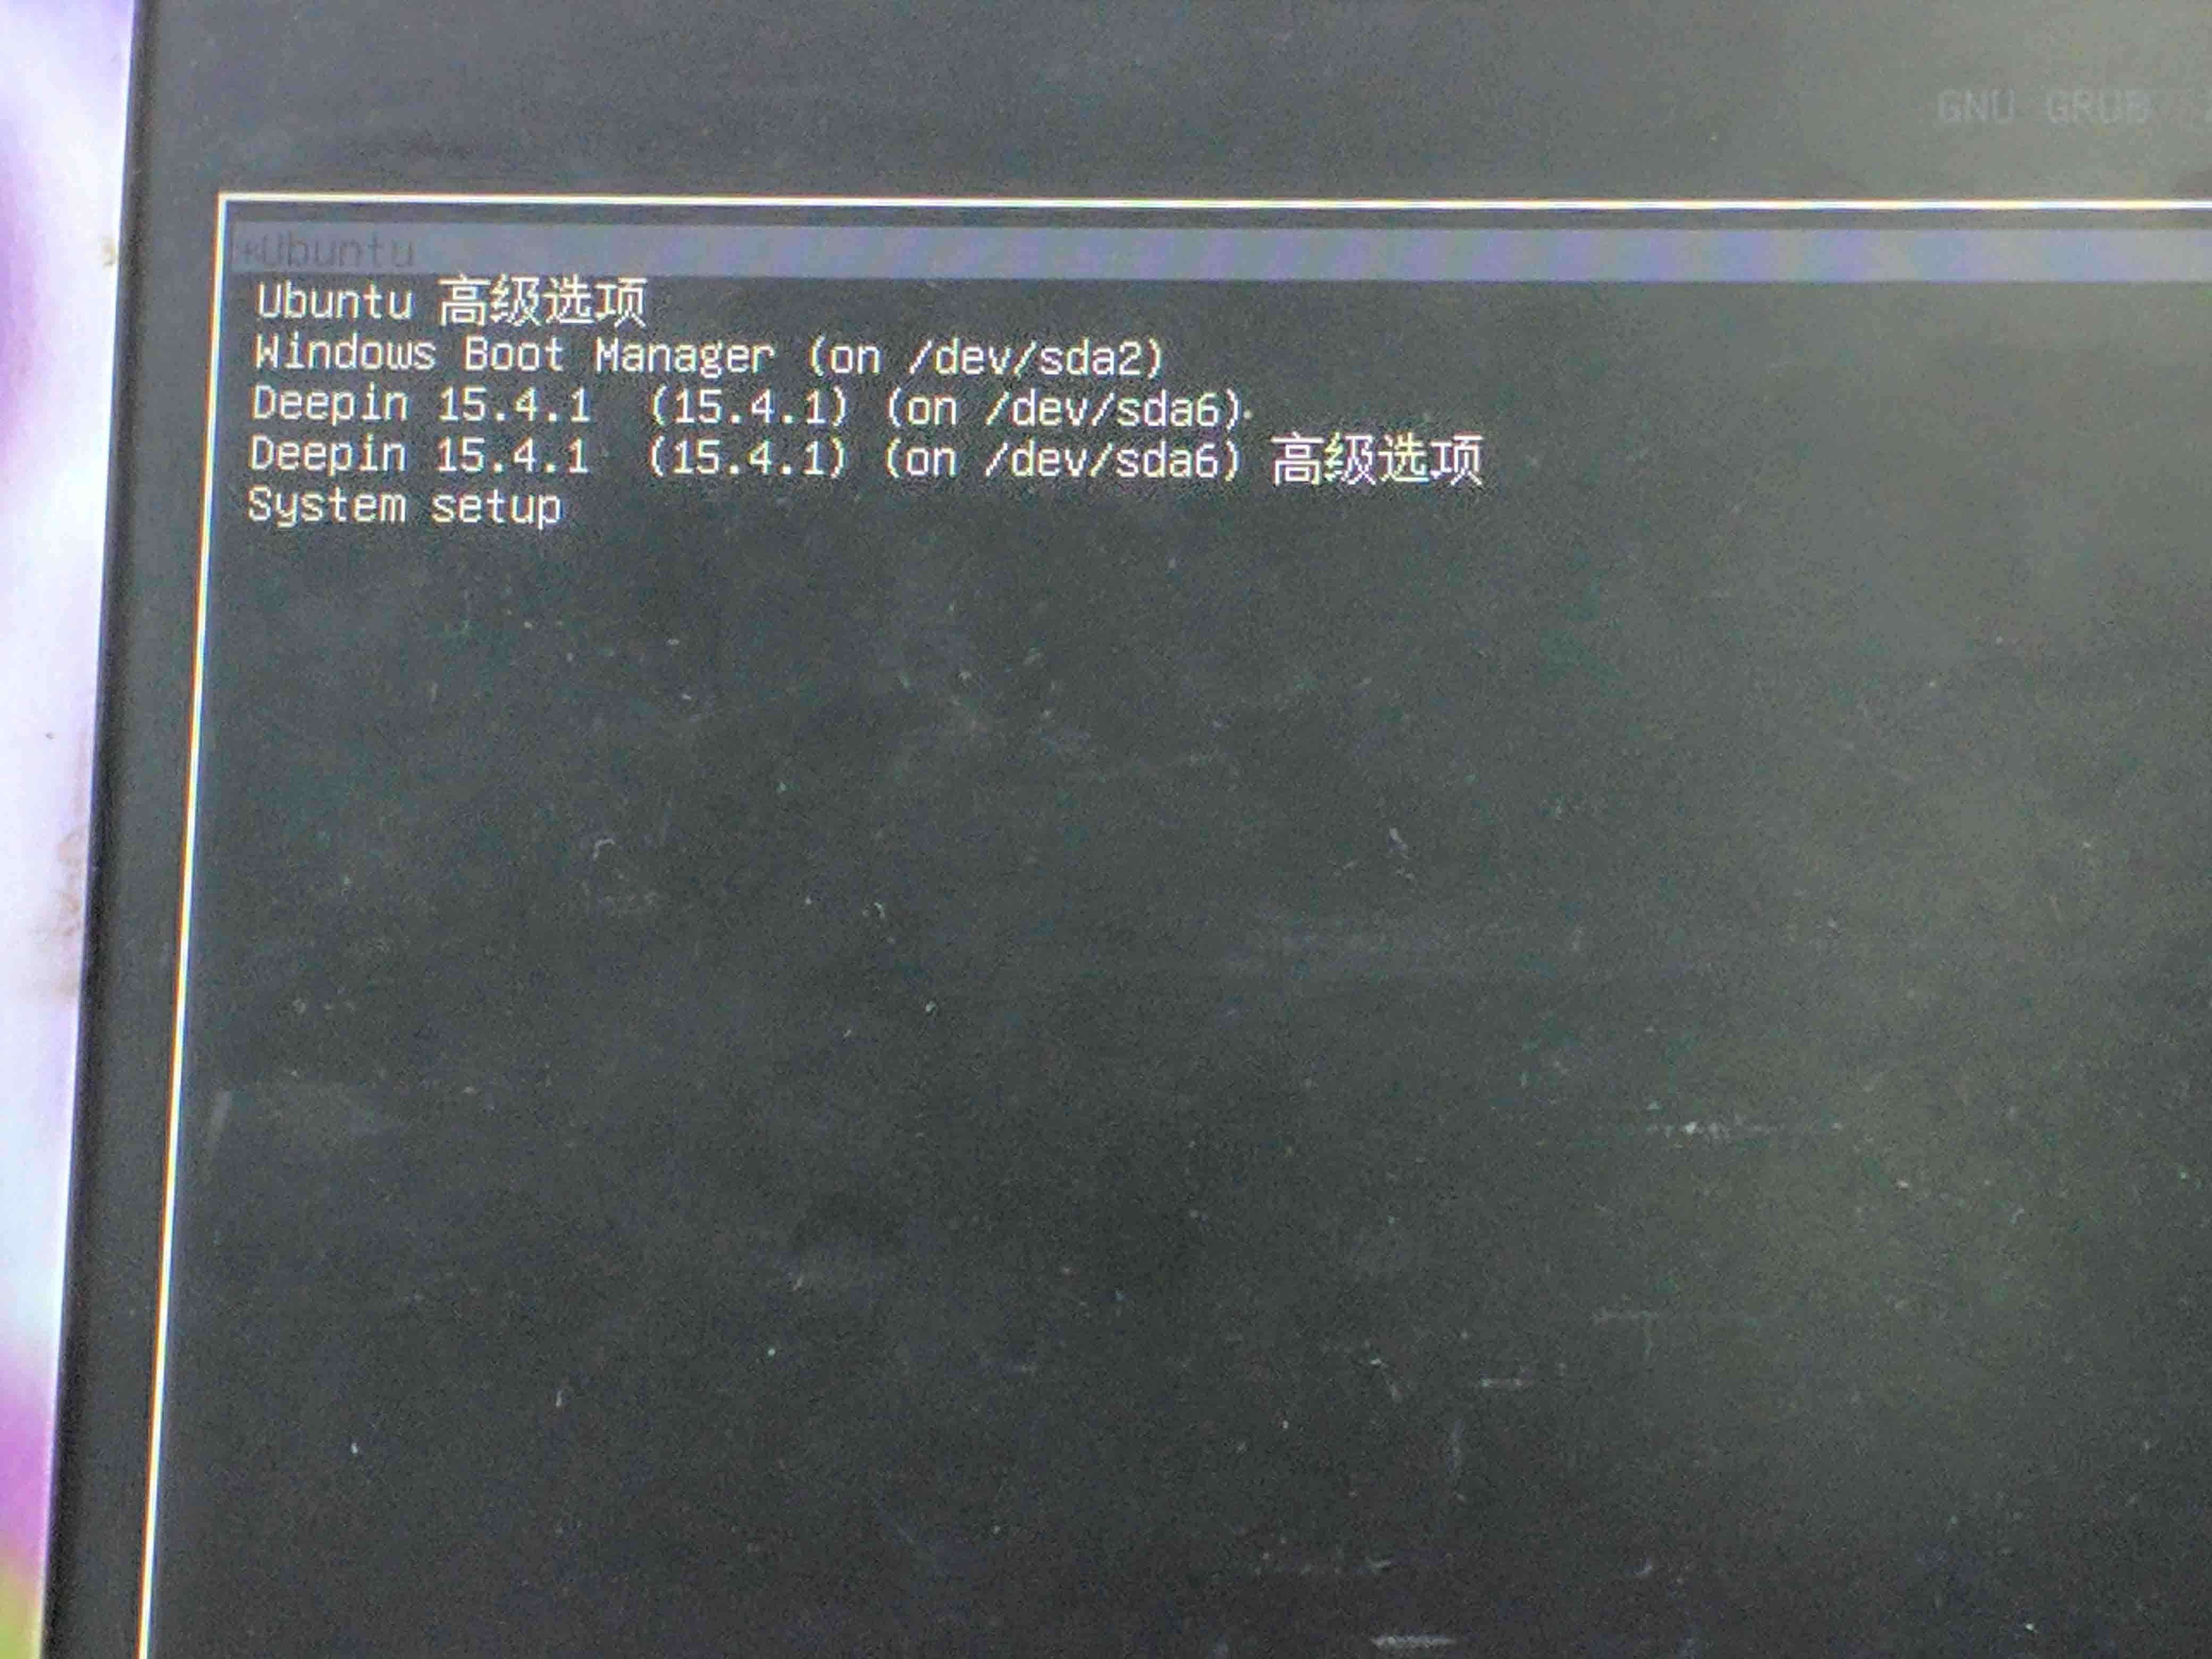 GNU GRUB
*Ubuntu
Ubuntu 高级选项
Windows Boot Manager (on /dev/sda2)
Deepin 15.4.1  (15.4.1) (on /dev/sda6)
Deepin 15.4.1  (15.4.1) (on /dev/sda6) 高级选项
System setup